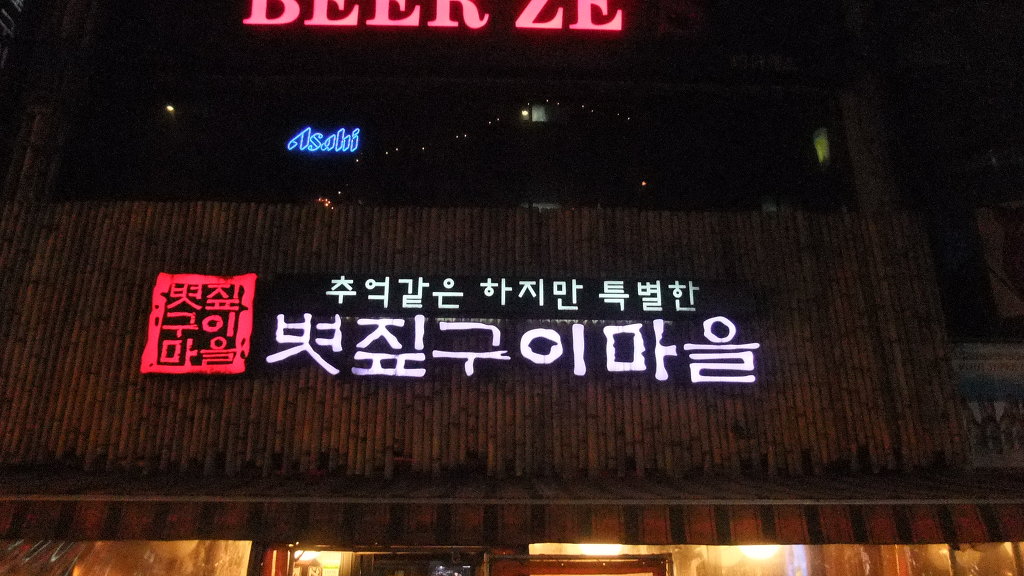 BEER ZE
Asahi
추억같은 하지만 특별한
볏짚구이마을
볏짚
구이
마을